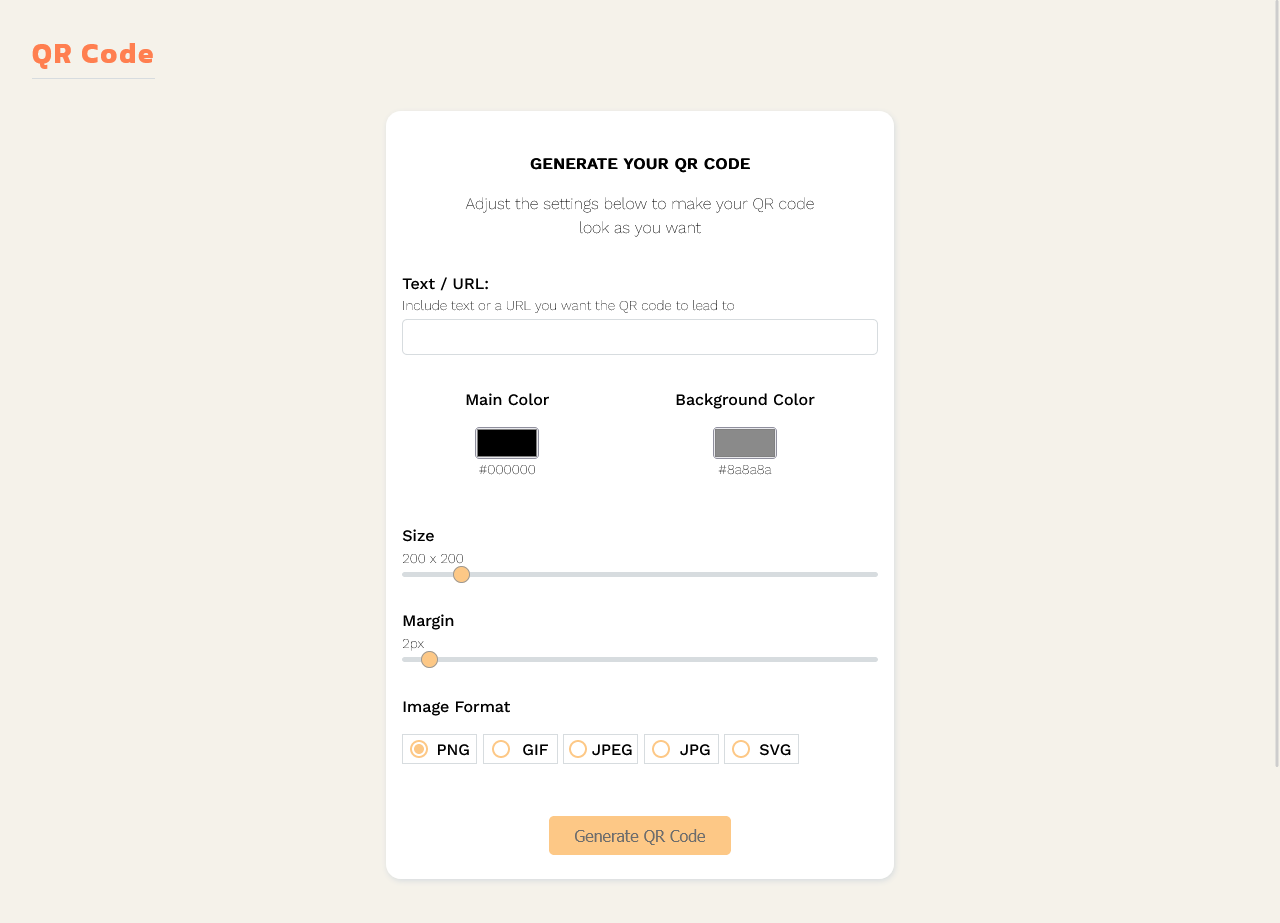 QR Code
GENERATE YOUR QR CODE
Adjust the settings below to make your QR code
look as you want
Text / URL:
Include text or a URL you want the QR code to lead to
Main Color
Background Color
#000000
#8a8a8a
Size
200 x 200
Margin
2px
Image Format
PNG GIF JPEG JPG SVG
Generate QR Code